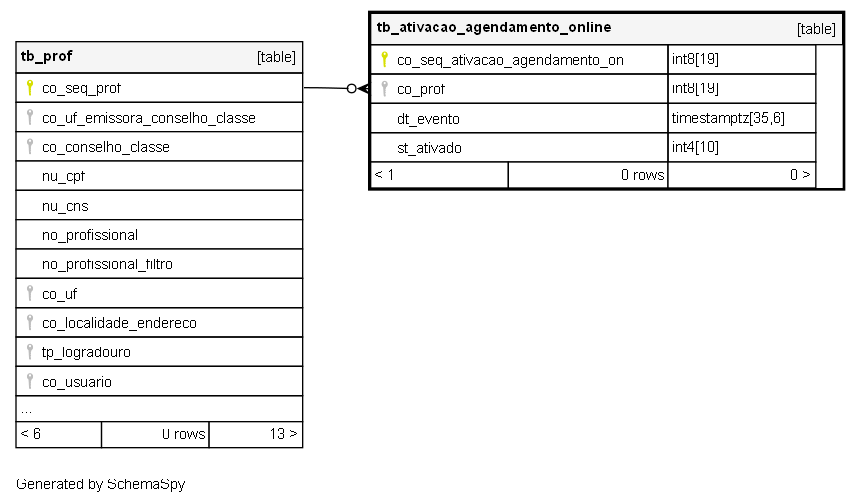 tb_prof [table]
co_seq_prof
co_uf_emissora_conselho_classe
co_conselho_classe
nu_cpf
nu_cns
no_profissional
no_profissional_filtro
co_uf
co_localidade_endereco
tp_logradouro
co_usuario
...
< 6 0 rows 13 >
tb_ativacao_agendamento_online [table]
co_seq_ativacao_agendamento_on int8[19]
co_prof int8[19]
dt_evento timestamptz[35,6]
st_ativado int4[10]
< 1 0 rows 0 >
Generated by SchemaSpy